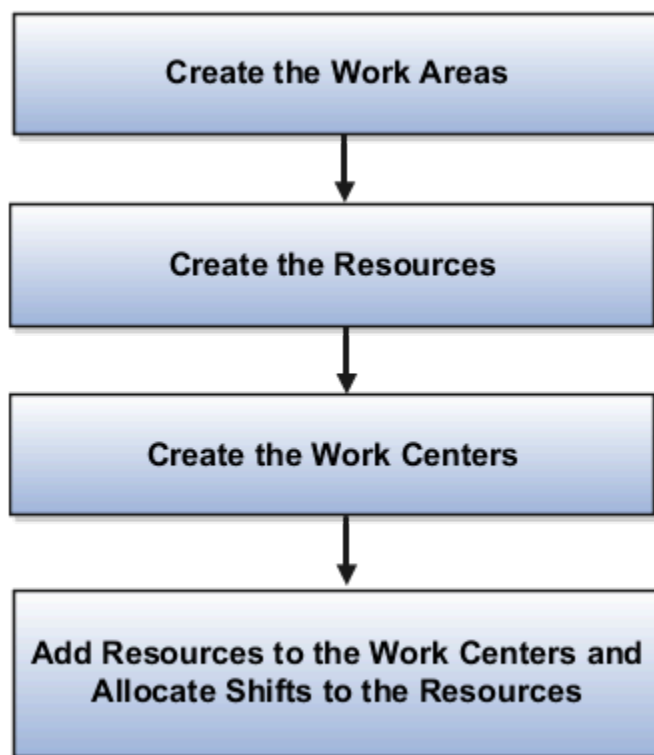 Create the Work Areas
Create the Resources
Create the Work Centers
Add Resources to the Work Centers and
Allocate Shifts to the Resources